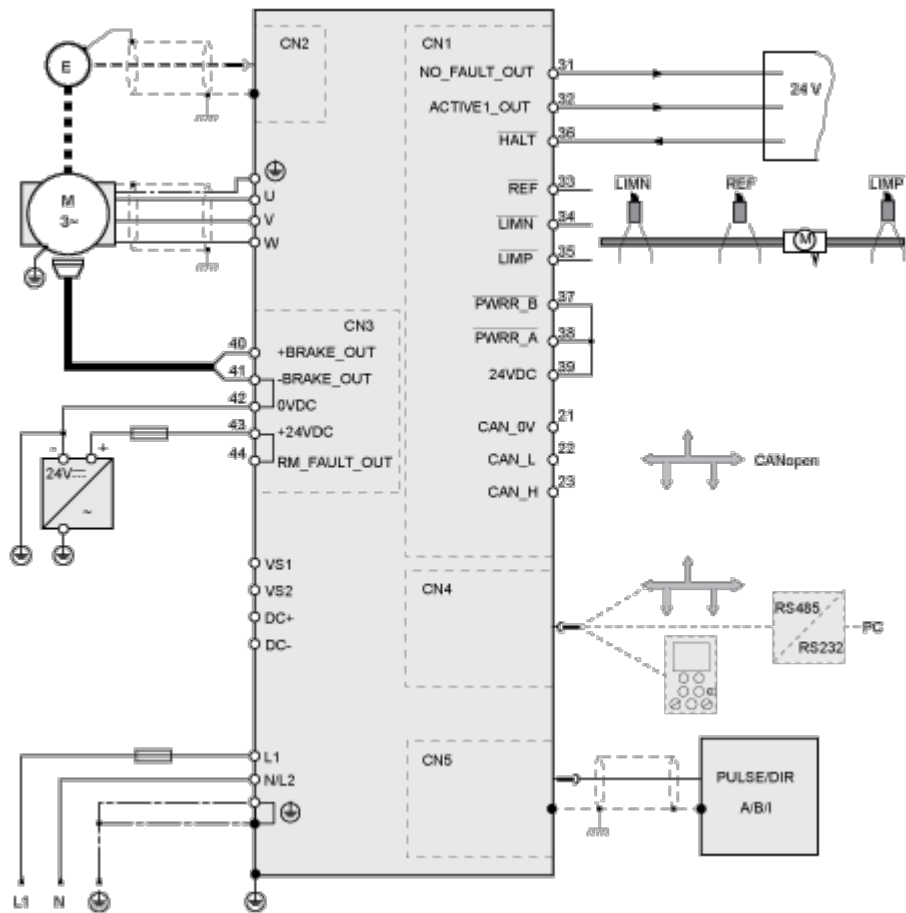 E
M
3~
CN2
U
V
W
CN3
40 +BRAKE_OUT
41 -BRAKE_OUT
42 0VDC
43 +24VDC
44 RM_FAULT_OUT
- +
24V
~
VS1
VS2
DC+
DC-
L1
N/L2
L1 N
CN1
NO_FAULT_OUT 31
ACTIVE1_OUT 32
HALT 36
24 V
REF 33
LIMN 34
LIMP 35
LIMN REF LIMP
M
PWRR_B 37
PWRR_A 38
24VDC 39
CAN_0V 21
CAN_L 22
CAN_H 23
CANopen
CN4
RS485
RS232
PC
CN5
PULSE/DIR
A/B/I